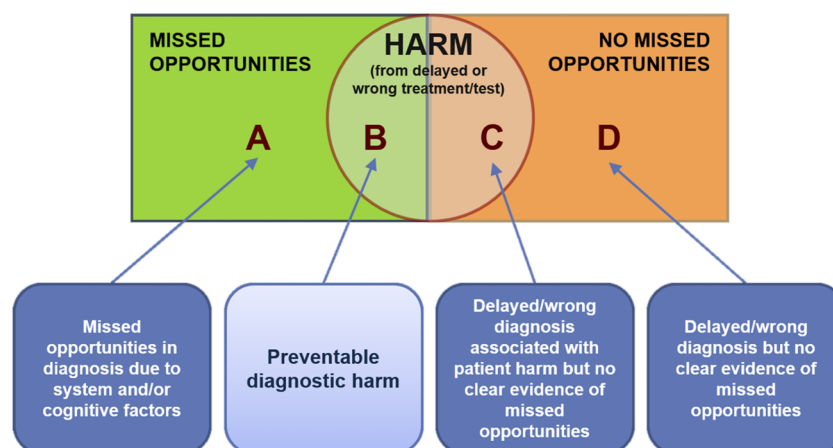 MISSED
OPPORTUNITIES
HARM
(from delayed or
wrong treatment/test)
NO MISSED
OPPORTUNITIES
A
B
C
D
Missed
opportunities in
diagnosis due to
system and/or
cognitive factors
Preventable
diagnostic harm
Delayed/wrong
diagnosis
associated with
patient harm but no
clear evidence of
missed
opportunities
Delayed/wrong
diagnosis but no
clear evidence of
missed
opportunities